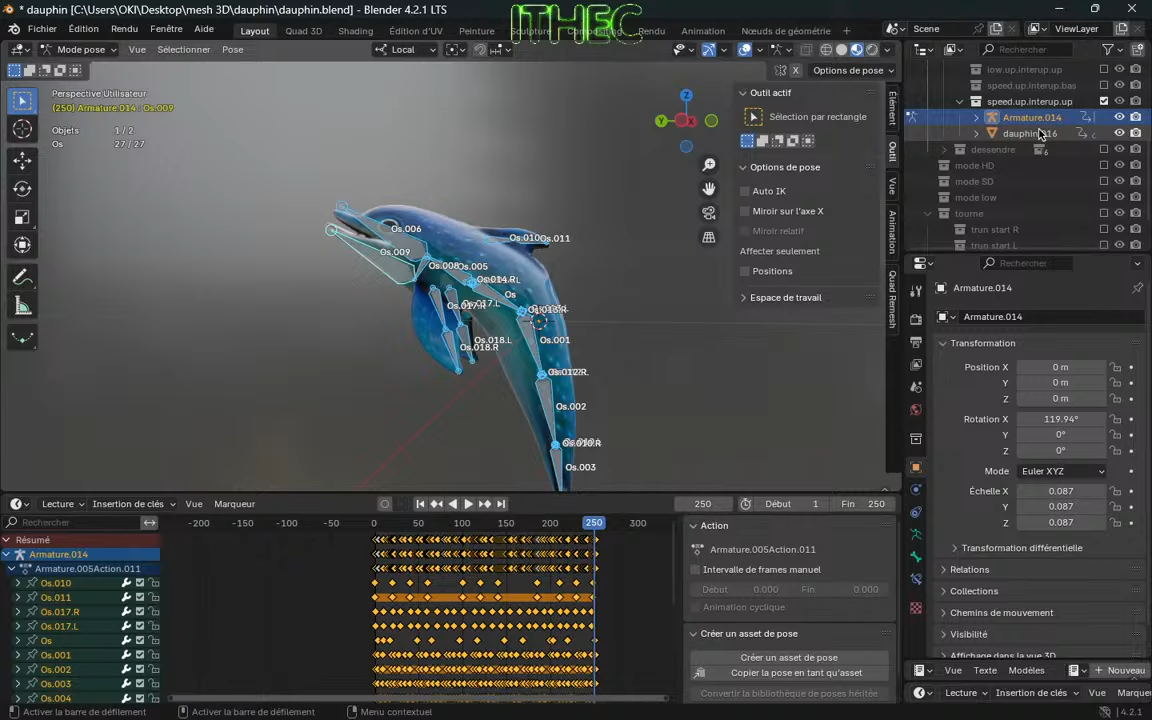 * dauphin [C:\Users\OKI\Desktop\mesh 3D\dauphin\dauphin.blend] - Blender 4.2.1 LTS
ITHEC
Fichier Édition Rendu Fenêtre Aide Layout Quad 3D Shading Édition d'UV Peinture Rendu Animation Nœuds de géométrie Scene ViewLayer
Mode pose Vue Sélectionner Pose Local Rechercher
X Options de pose
Perspective Utilisateur
(250) Armature.014 : Os.009
Objets 1 / 2
Os 27 / 27
Z
Y
X
Os.006
Os.009
Os.010
Os.011
Os.008
Os.005
Os
Os.017.L
Os.018.L
Os.018.R
Os.001
Os.002
Os.003
Outil actif
Sélection par rectangle
Options de pose
Auto IK
Miroir sur l'axe X
Miroir relatif
Affecter seulement
Positions
Espace de travail
Élément
Outil
Vue
Animation
Quad Remesh
low.up.interup.up
speed.up.interup.bas
speed.up.interup.up
Armature.014
dessendre 6
mode HD
mode SD
mode low
tourne
trun start R
trun start L
Rechercher
Armature.014
Armature.014
Transformation
Position X 0 m
Y 0 m
Z 0 m
Rotation X 119.94°
Y 0°
Z 0°
Mode Euler XYZ
Échelle X 0.087
Y 0.087
Z 0.087
Transformation différentielle
Relations
Collections
Chemins de mouvement
Visibilité
Affichage dans la vue 3D
Vue Texte Modèles Nouveau
Lecture Insertion de clés Vue Marqueu
Lecture Insertion de clés Vue Marqueur 250 Début 1 Fin 250
Rechercher -200 -150 -100 -50 0 50 100 150 200 250 300
Résumé
Armature.014
Armature.005Action.011
Os.010
Os.011
Os.017.R
Os.017.L
Os
Os.001
Os.002
Os.003
Os.004
Action
Armature.005Action.011
Intervalle de frames manuel
Début 0.000 Fin 0.000
Animation cyclique
Créer un asset de pose
Créer un asset de pose
Copier la pose en tant qu'asset
Convertir la bibliothèque de poses héritée
Activer la barre de défilement Activer la barre de défilement Menu contextuel 4.2.1